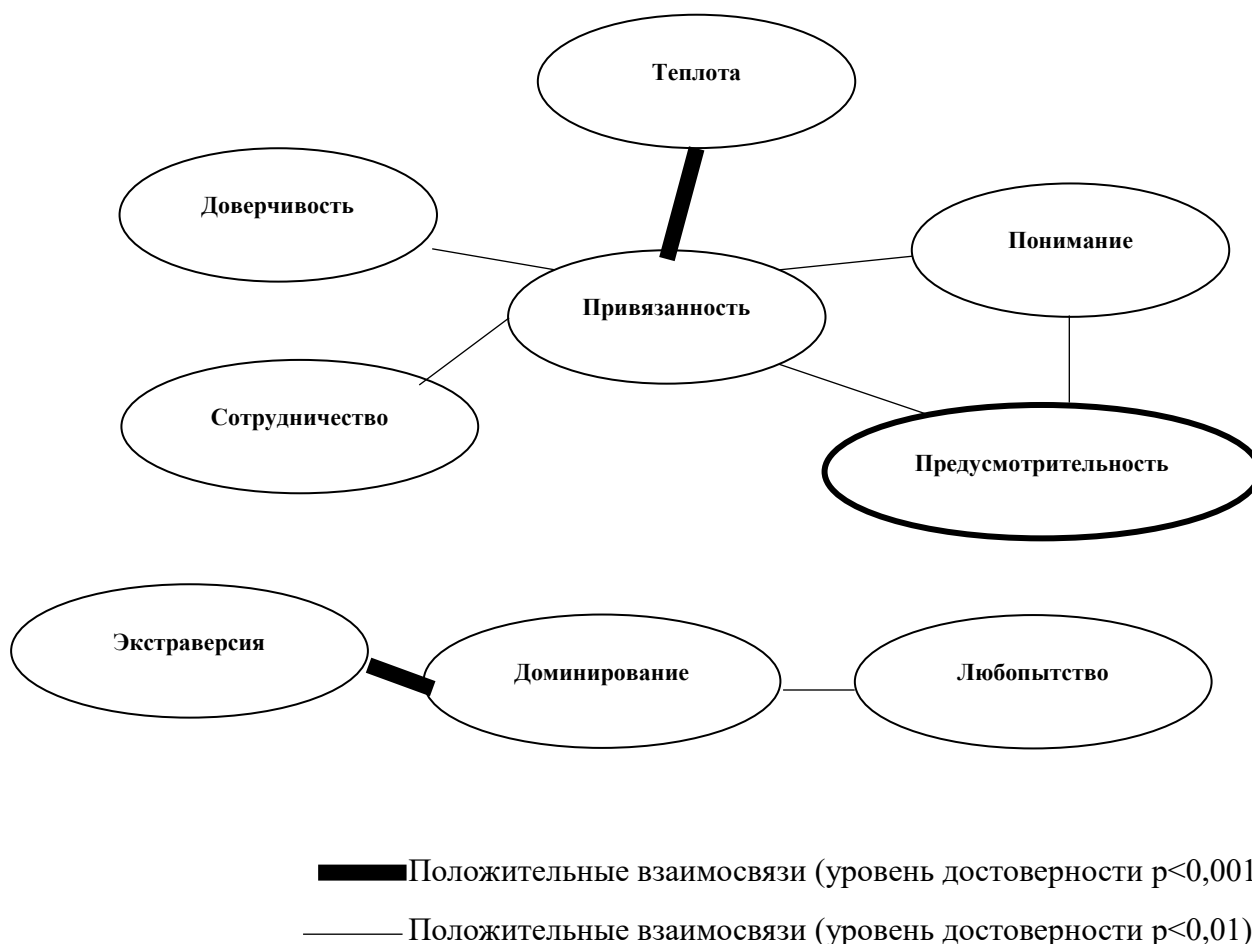 Теплота
Доверчивость
Понимание
Привязанность
Сотрудничество
Предусмотрительность
Экстраверсия
Доминирование
Любопытство
Положительные взаимосвязи (уровень достоверности p<0,001
Положительные взаимосвязи (уровень достоверности p<0,01)